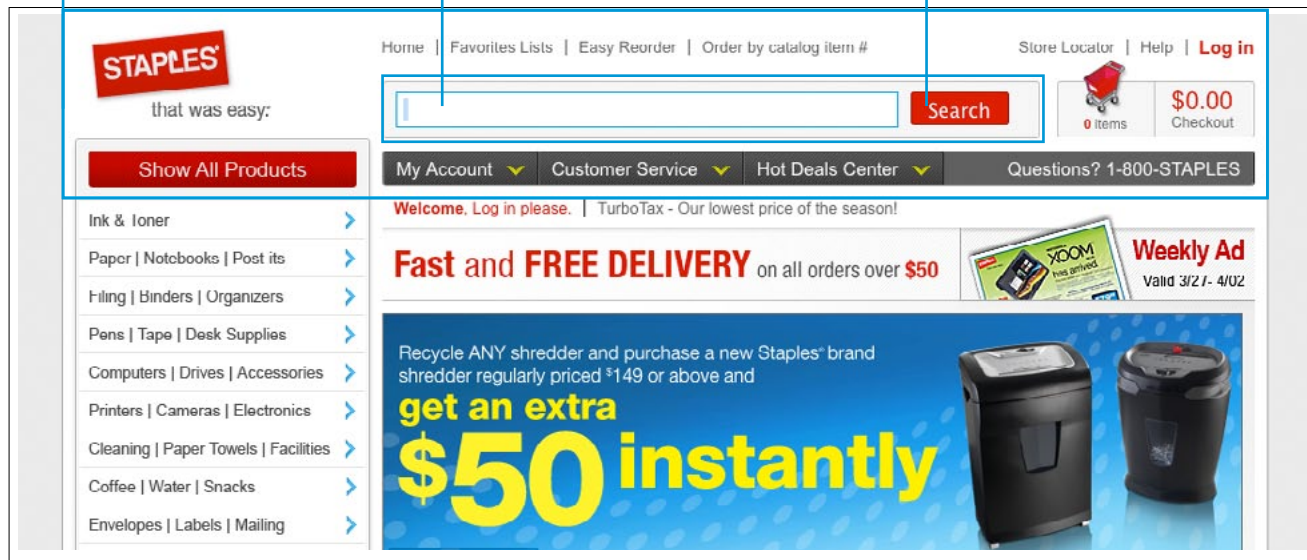 Home | Favorites Lists | Easy Reorder | Order by catalog item #
Store Locator | Help | Log in
STAPLES
that was easy:
Search
0 items
$0.00
Checkout
Show All Products
My Account
Customer Service
Hot Deals Center
Questions? 1-800-STAPLES
Welcome, Log in please. | TurboTax - Our lowest price of the season!
Ink & Toner
Paper | Notebooks | Post its
Filing | Binders | Organizers
Pens | Tape | Desk Supplies
Computers | Drives | Accessories
Printers | Cameras | Electronics
Cleaning | Paper Towels | Facilities
Coffee | Water | Snacks
Envelopes | Labels | Mailing
Fast and FREE DELIVERY on all orders over $50
XOOM
has arrived.
Weekly Ad
Valid 3/27- 4/02
Recycle ANY shredder and purchase a new Staples® brand
shredder regularly priced $149 or above and
get an extra
$50 instantly